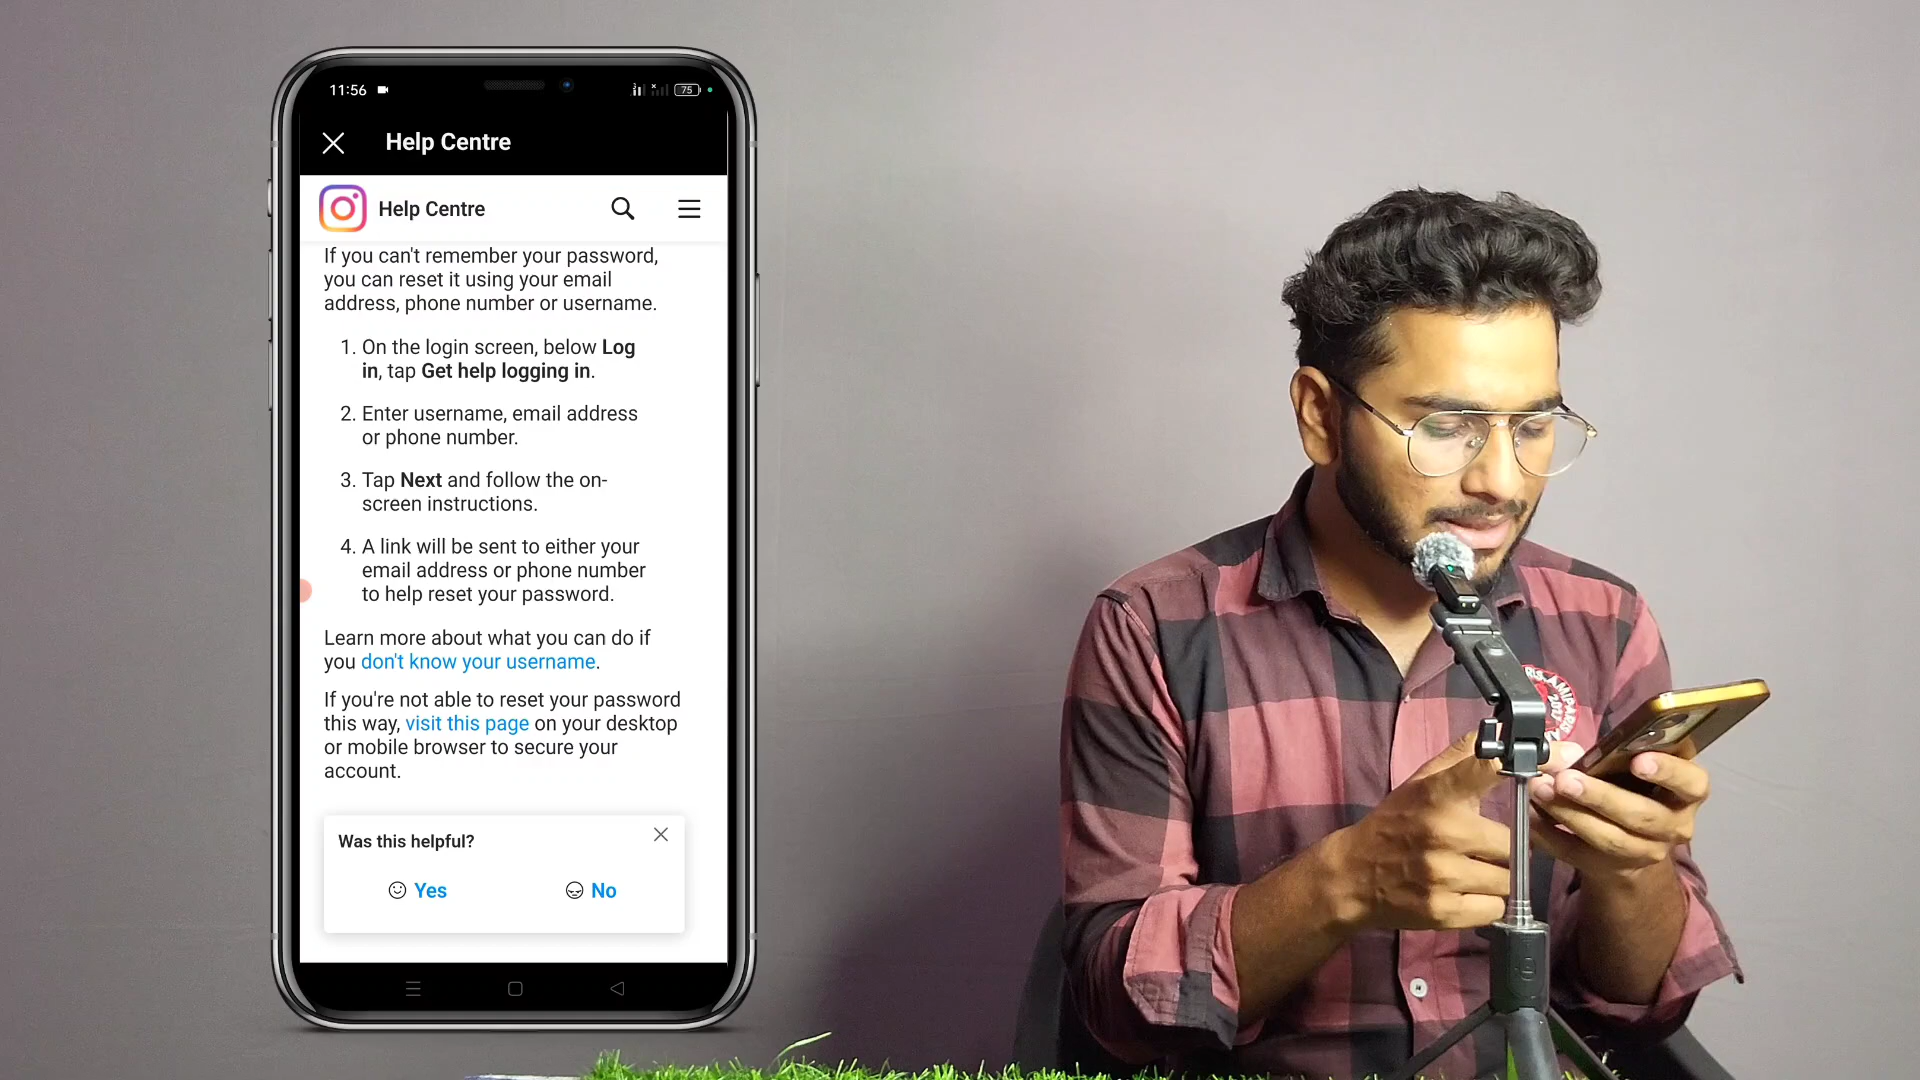 11:56
75
Help Centre
Help Centre
If you can't remember your password,
you can reset it using your email
address, phone number or username.
1. On the login screen, below Log
in, tap Get help logging in.
2. Enter username, email address
or phone number.
3. Tap Next and follow the on-
screen instructions.
4. A link will be sent to either your
email address or phone number
to help reset your password.
Learn more about what you can do if
you don't know your username.
If you're not able to reset your password
this way, visit this page on your desktop
or mobile browser to secure your
account.
Was this helpful?
Yes
No